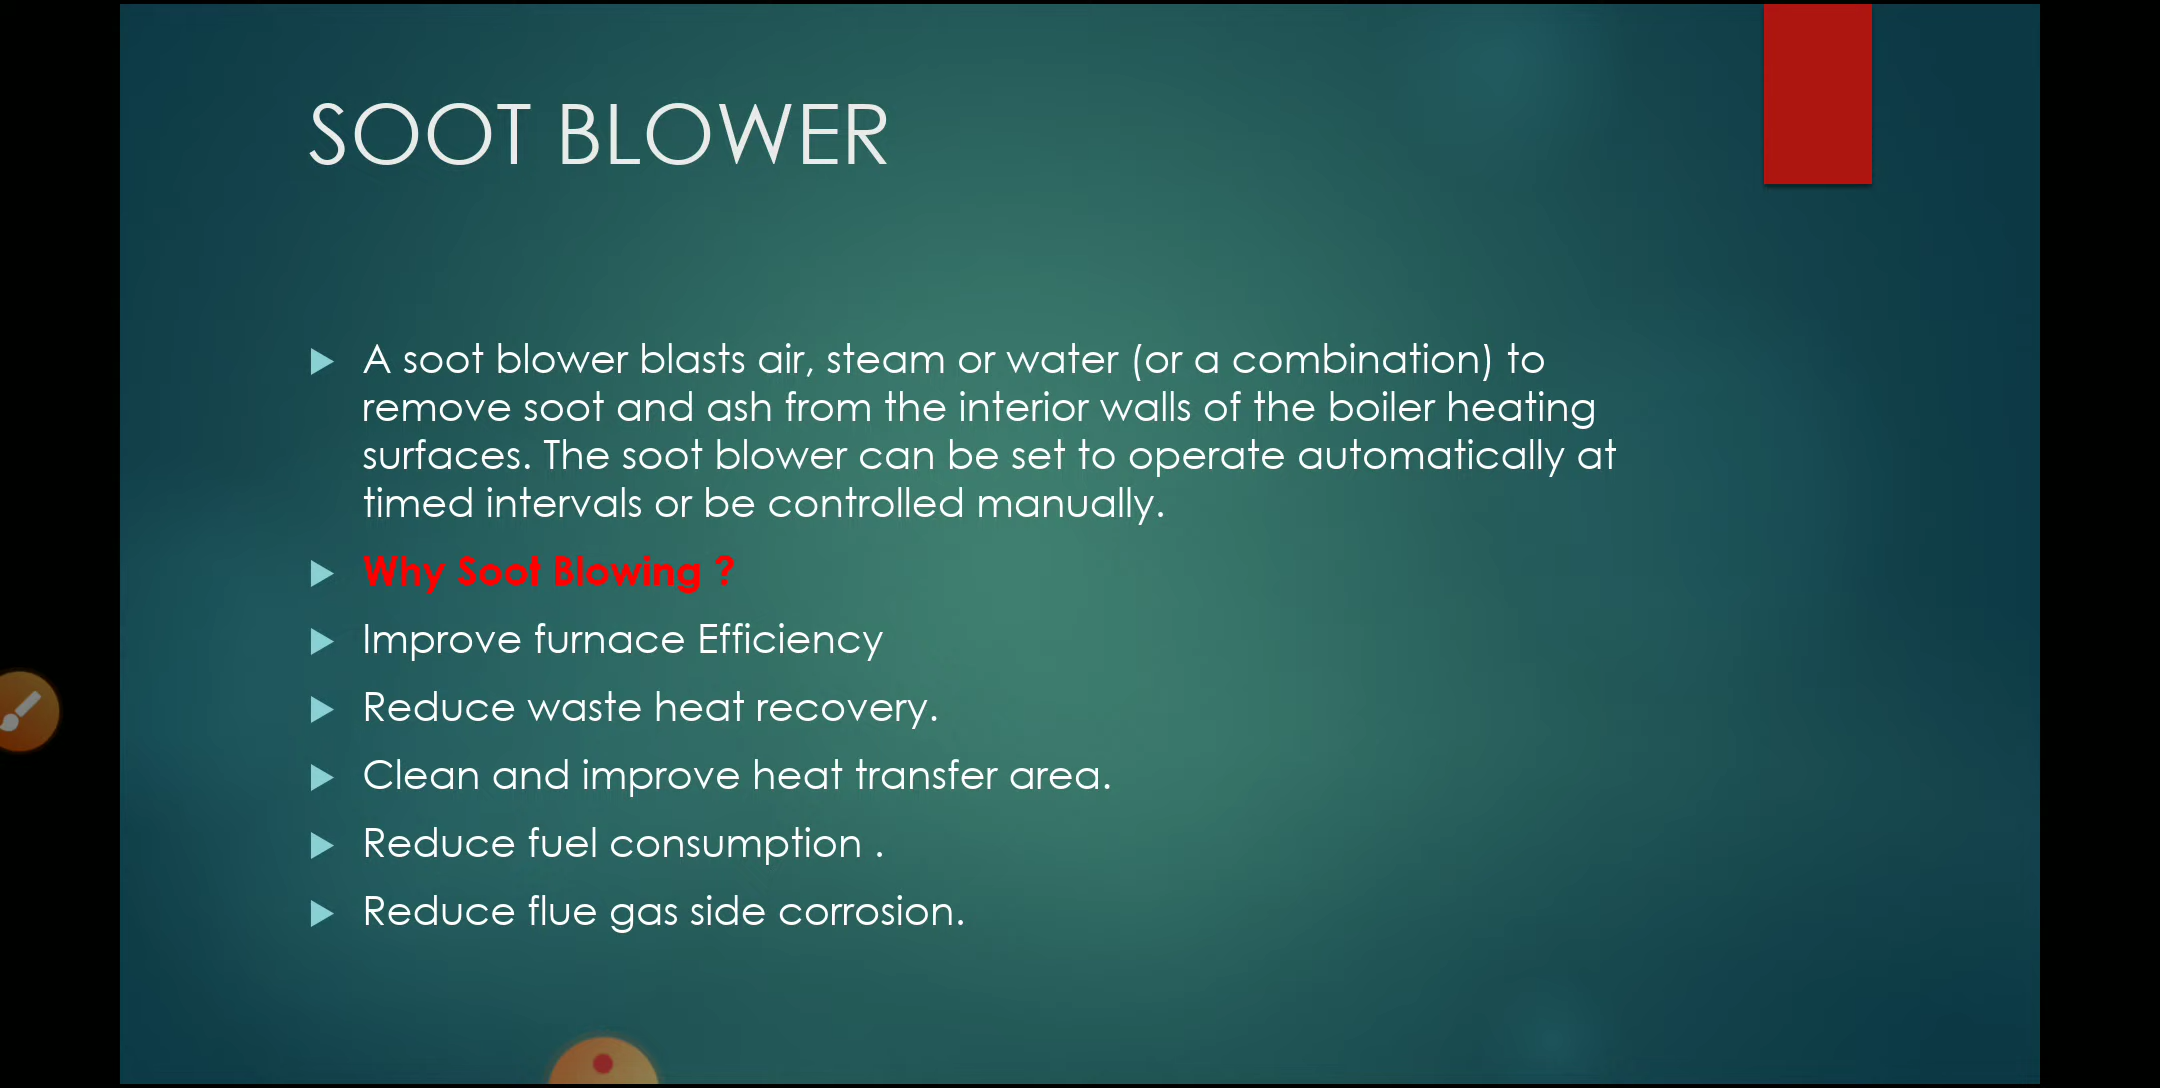 SOOT BLOWER
A soot blower blasts air, steam or water (or a combination) to
remove soot and ash from the interior walls of the boiler heating
surfaces. The soot blower can be set to operate automatically at
timed intervals or be controlled manually.
Why Soot Blowing ?
Improve furnace Efficiency
Reduce waste heat recovery.
Clean and improve heat transfer area.
Reduce fuel consumption .
Reduce flue gas side corrosion.